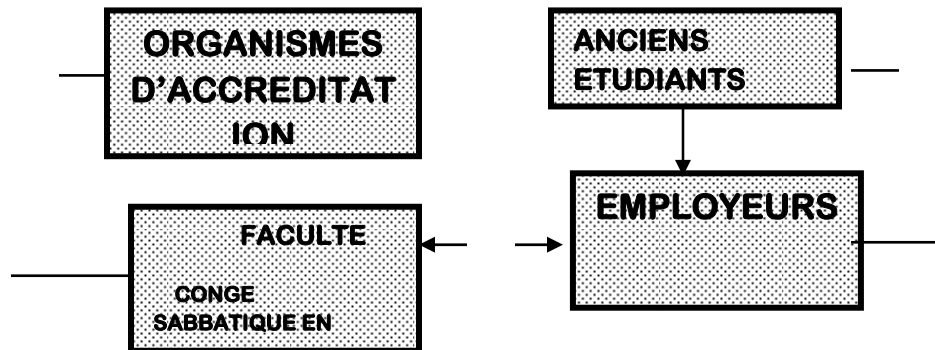 ORGANISMES
D'ACCREDITAT
ION
ANCIENS
ETUDIANTS
EMPLOYEURS
FACULTE
CONGE
SABBATIQUE EN